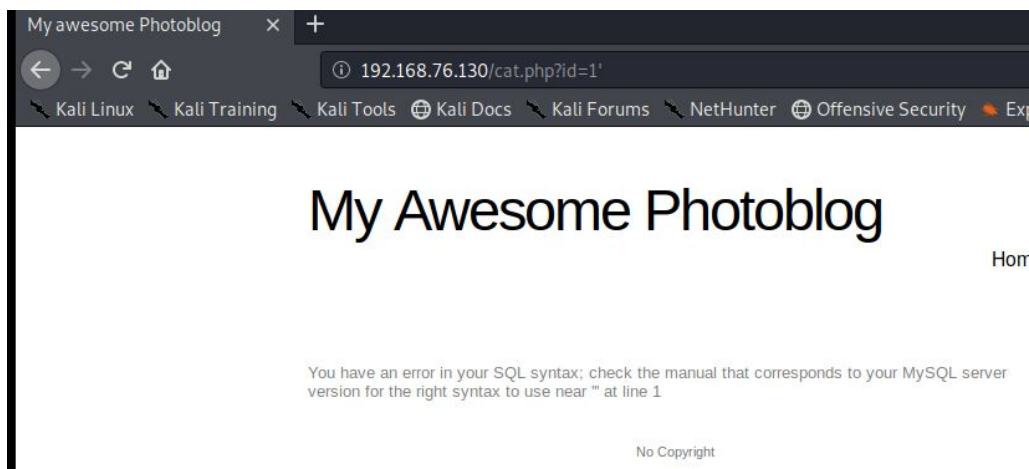 My awesome Photoblog
192.168.76.130/cat.php?id=1'
Kali Linux Kali Training Kali Tools Kali Docs Kali Forums NetHunter Offensive Security
My Awesome Photoblog
You have an error in your SQL syntax; check the manual that corresponds to your MySQL server
version for the right syntax to use near ''' at line 1
No Copyright